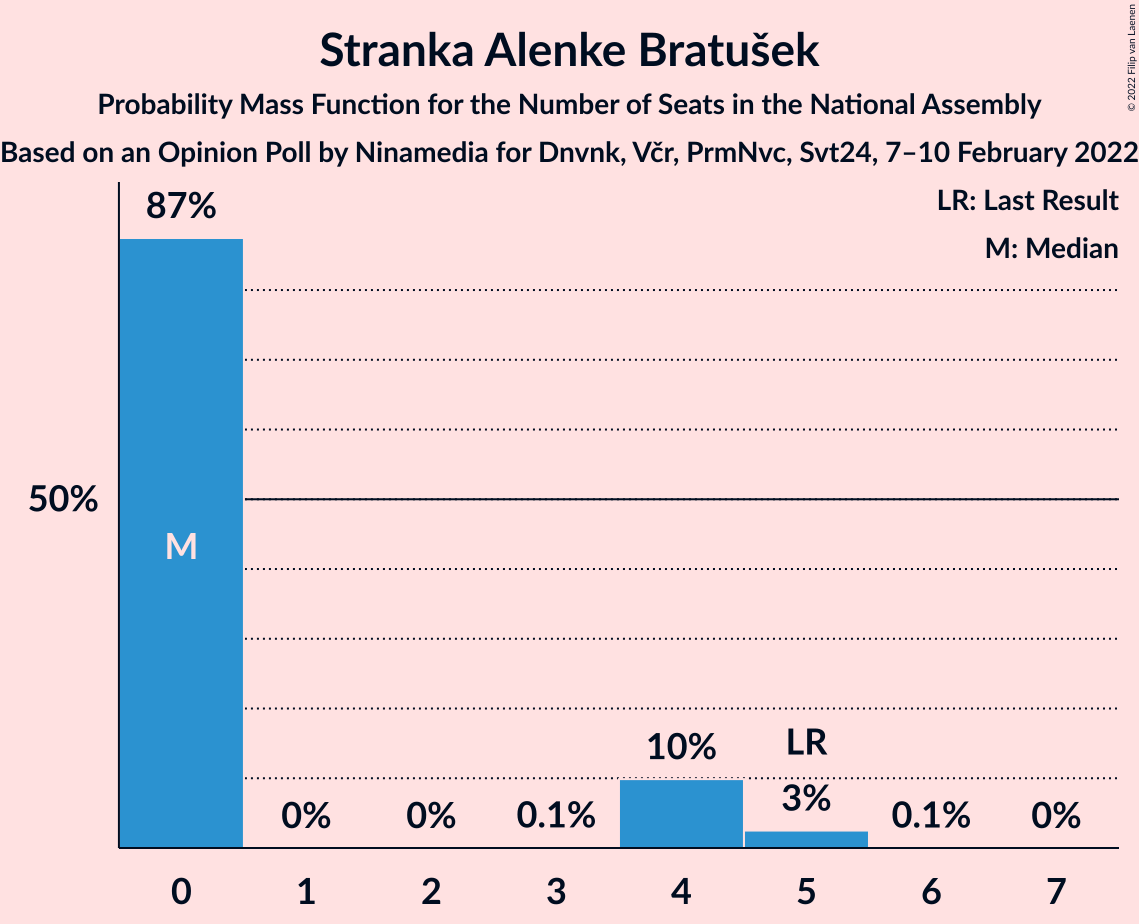 Stranka Alenke Bratušek
Probability Mass Function for the Number of Seats in the National Assembly
Based on an Opinion Poll by Ninamedia for Dnvnk, Včr, PrmNvc, Svt24, 7–10 February 2022
© 2022 Filip van Laenen
LR: Last Result
M: Median
87%
50%
M
0% 0% 0.1% 10% 3% 0.1% 0%
LR
0 1 2 3 4 5 6 7